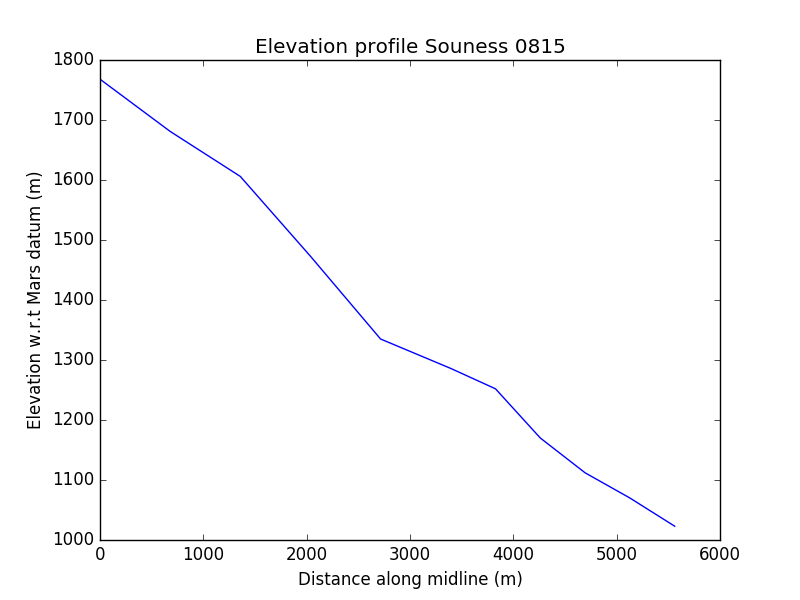 Elevation profile Souness 0815
1800
1700
1600
1500
1400
1300
1200
1100
1000
Elevation w.r.t Mars datum (m)
0 1000 2000 3000 4000 5000 6000
Distance along midline (m)